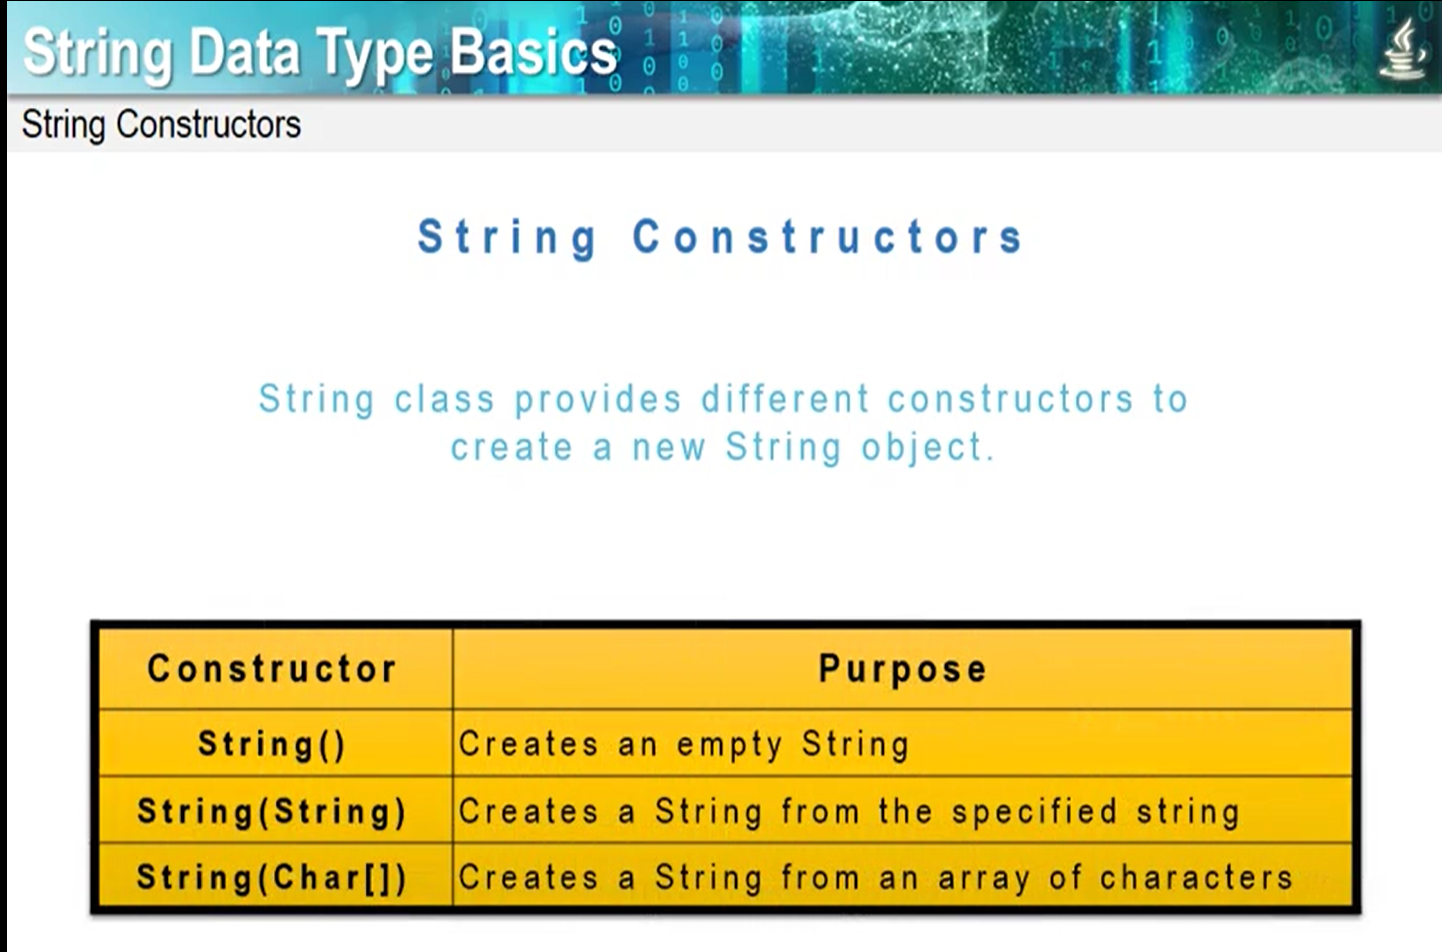 String Data Type Basics
String Constructors
String Constructors
String class provides different constructors to
create a new String object.
Constructor Purpose
String() Creates an empty String
String(String) Creates a String from the specified string
String(Char[]) Creates a String from an array of characters